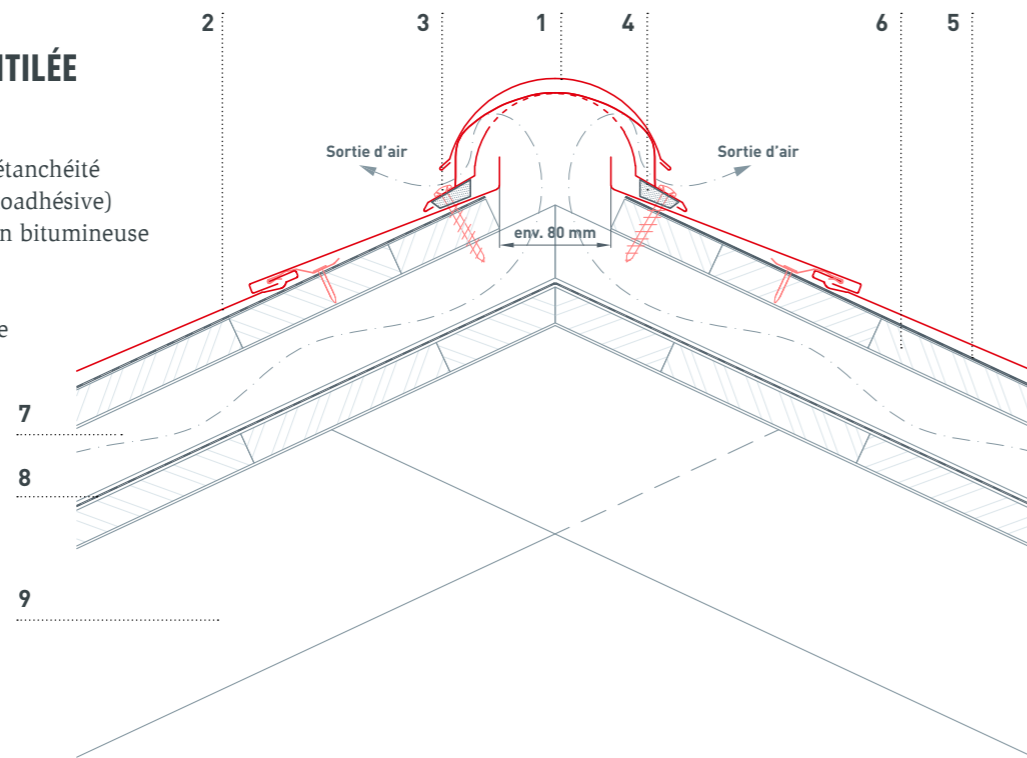 2 3 1 4 6 5
NTILÉE
étanchéité
oadhésive)
n bitumineuse
e
Sortie d'air Sortie d'air
env. 80 mm
7
8
9